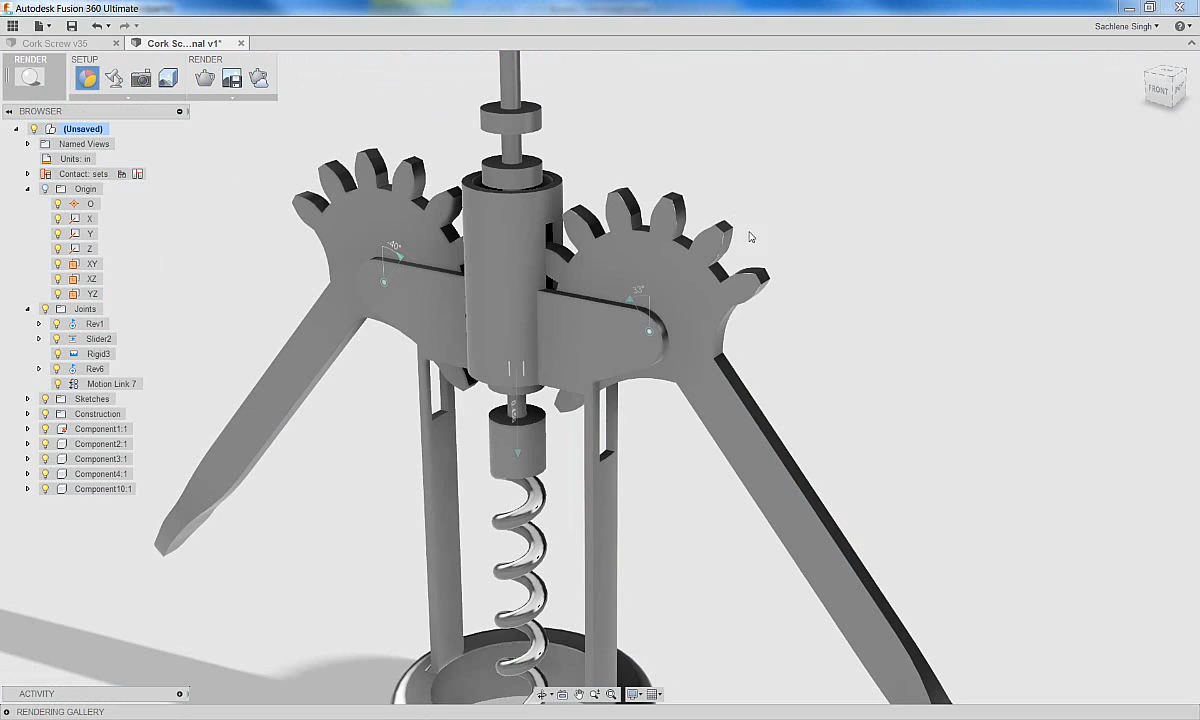 Autodesk Fusion 360 Ultimate
Sachlene Singh
Cork Screw v35
Cork Sc...nal v1*
RENDER
SETUP
RENDER
FRONT
BROWSER
(Unsaved)
Named Views
Units: in
Contact: sets
Origin
O
X
Y
Z
XY
XZ
YZ
Joints
Rev1
Slider2
Rigid3
Rev6
Motion Link 7
Sketches
Construction
Component1:1
Component2:1
Component3:1
Component4:1
Component10:1
-40°
33°
ACTIVITY
RENDERING GALLERY